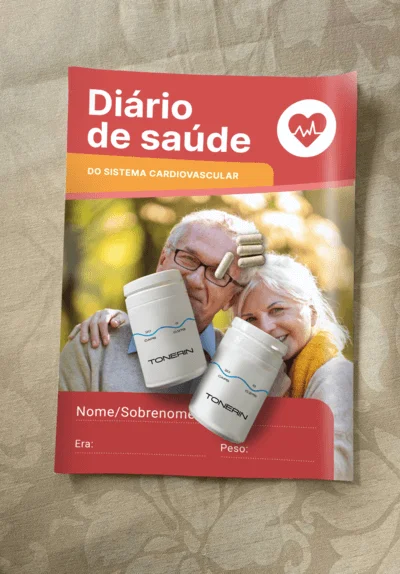 Diário
de saúde
DO SISTEMA CARDIOVASCULAR
TONERIN
TONERIN
Nome/Sobrenome
Era:
Peso: